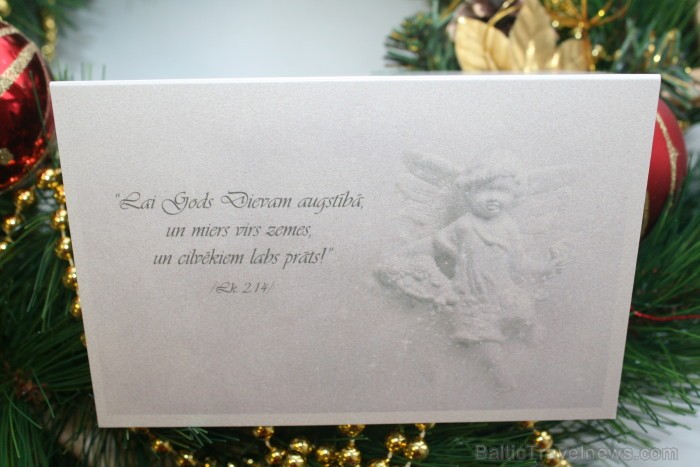 "Lai Gods Dievam augstībā,
un miers virs zemes,
un cilvēkiem labs prāts!"
/Lk. 2.14/
BalticTravelnews.com